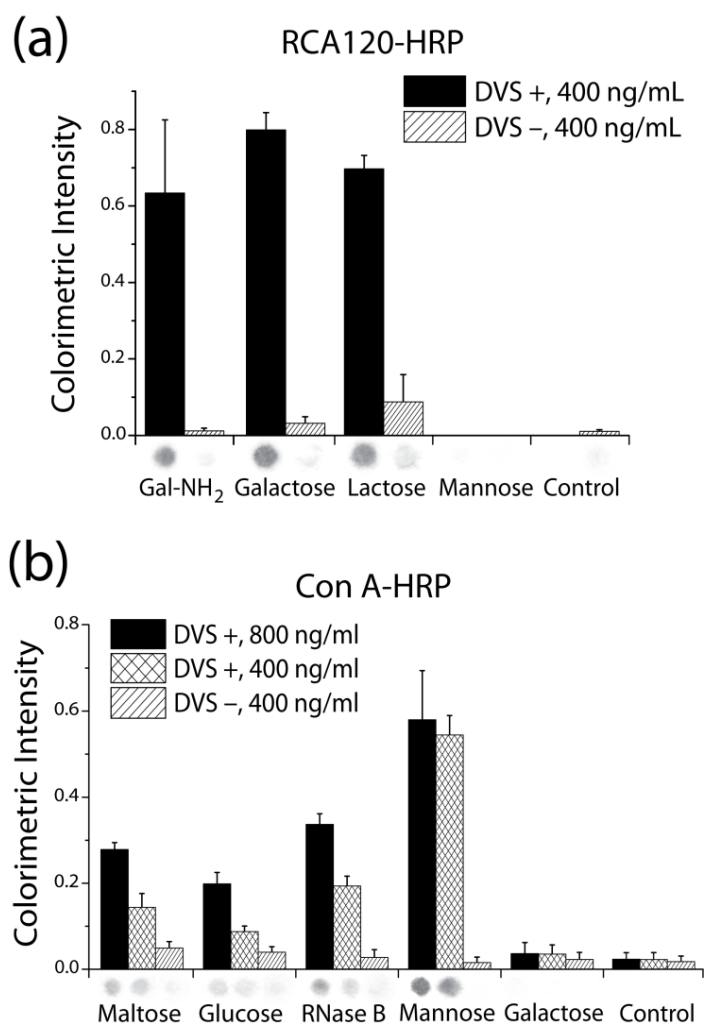 (a)
RCA120-HRP
DVS +, 400 ng/mL
DVS –, 400 ng/mL
Colorimetric Intensity
0.8
0.6
0.4
0.2
0.0
Gal-NH2 Galactose Lactose Mannose Control
(b)
Con A-HRP
DVS +, 800 ng/ml
DVS +, 400 ng/ml
DVS –, 400 ng/ml
Colorimetric Intensity
0.8
0.6
0.4
0.2
0.0
Maltose Glucose RNase B Mannose Galactose Control